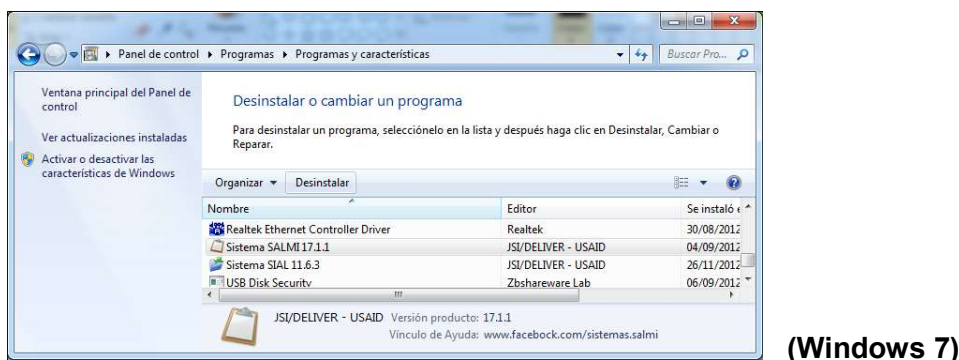 Panel de control ▸ Programas ▸ Programas y características
Buscar Pro...
Ventana principal del Panel de
control
Ver actualizaciones instaladas
Activar o desactivar las
características de Windows
Desinstalar o cambiar un programa
Para desinstalar un programa, selecciónelo en la lista y después haga clic en Desinstalar, Cambiar o
Reparar.
Organizar Desinstalar
Nombre Editor Se instaló
Realtek Ethernet Controller Driver Realtek 30/08/2012
Sistema SALMI 17.1.1 JSI/DELIVER - USAID 04/09/2012
Sistema SIAL 11.6.3 JSI/DELIVER - USAID 26/11/2012
USB Disk Security Zbshareware Lab 06/09/2012
JSI/DELIVER - USAID Versión producto: 17.1.1
Vínculo de Ayuda: www.facebock.com/sistemas.salmi
(Windows 7)